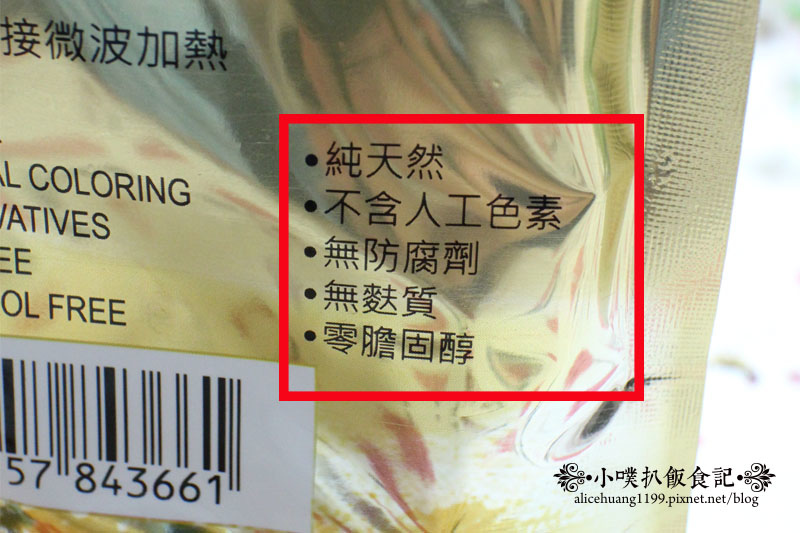 接微波加熱
AL COLORING
VATIVES
EE
OL FREE
•純天然
•不含人工色素
•無防腐劑
•無麩質
•零膽固醇
57 843661
•小噗扒飯食記•
alicehuang1199.pixnet.net/blog